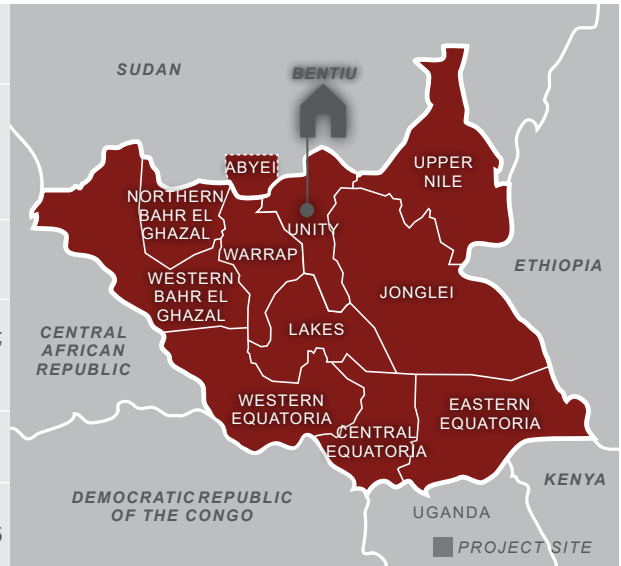 SUDAN
BENTIU
ABYEI
UPPER
NILE
NORTHERN
BAHR EL
GHAZAL
UNITY
WARRAP
ETHIOPIA
WESTERN
BAHR EL
GHAZAL
JONGLEI
LAKES
CENTRAL
AFRICAN
REPUBLIC
WESTERN
EQUATORIA
EASTERN
EQUATORIA
CENTRAL
EQUATORIA
KENYA
DEMOCRATIC REPUBLIC
OF THE CONGO
UGANDA
PROJECT SITE